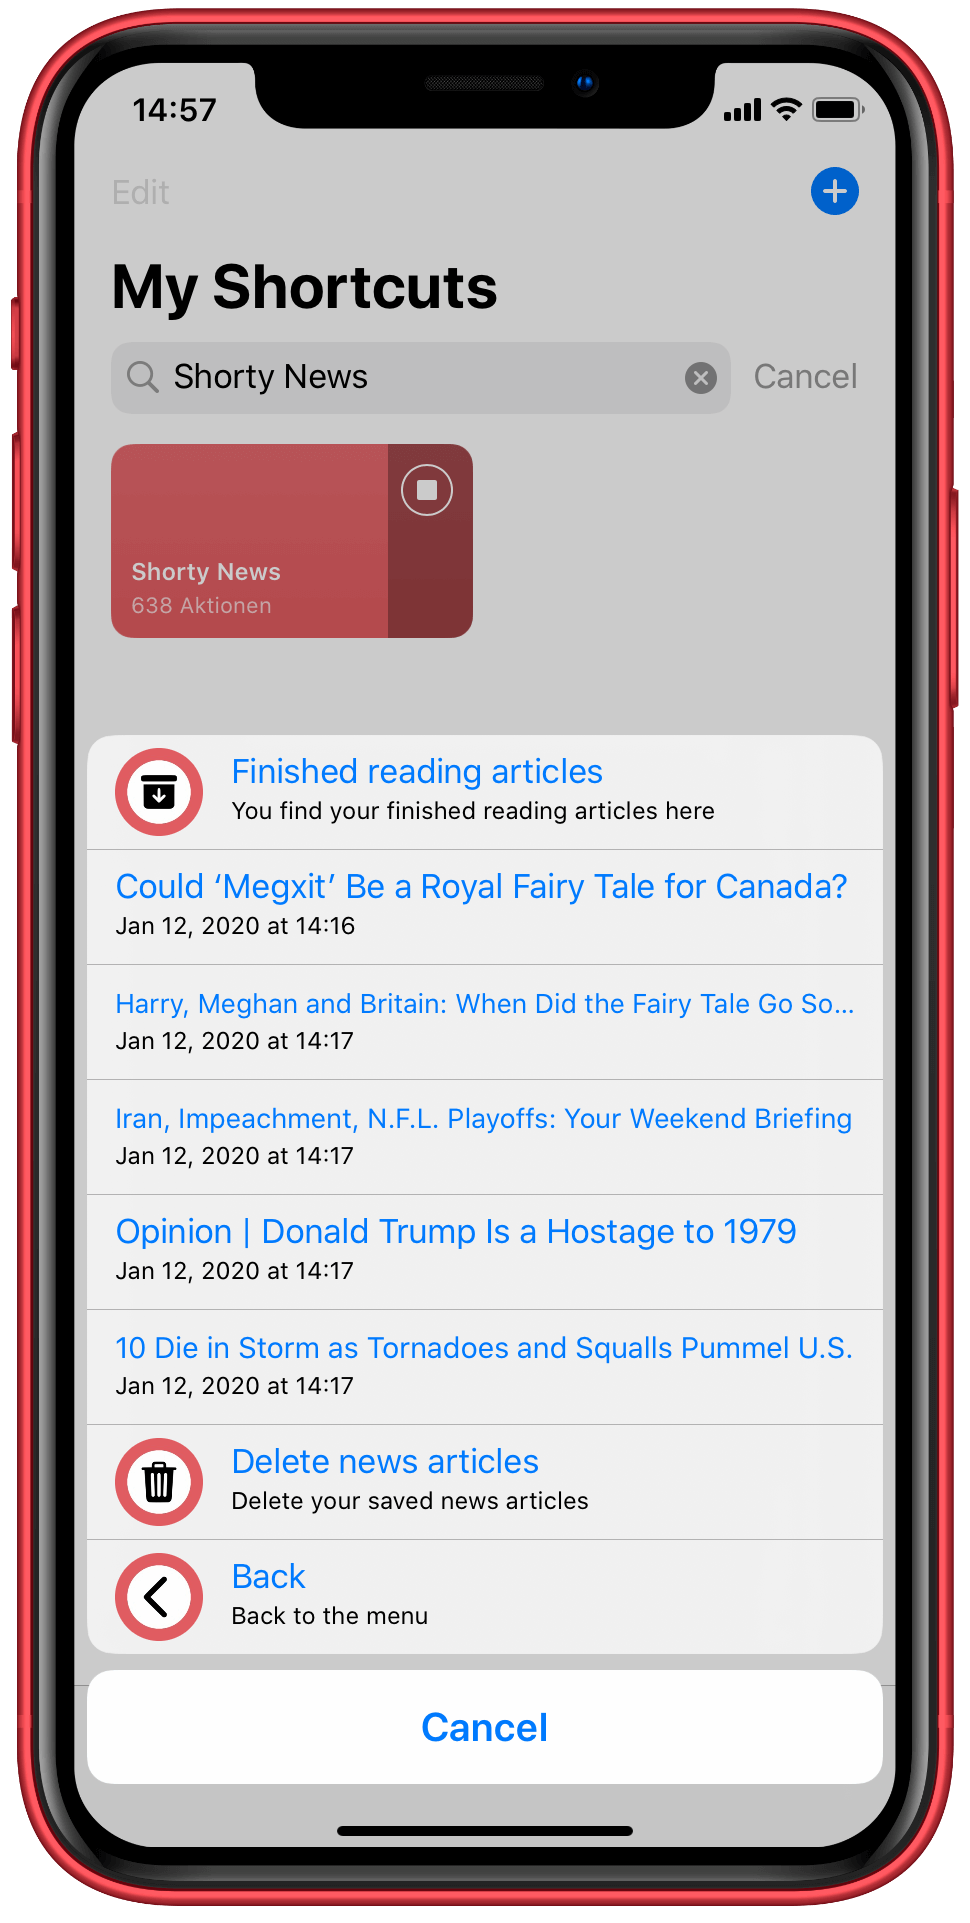 14:57
Edit
My Shortcuts
Shorty News
Cancel
Shorty News
638 Aktionen
Finished reading articles
You find your finished reading articles here
Could ‘Megxit’ Be a Royal Fairy Tale for Canada?
Jan 12, 2020 at 14:16
Harry, Meghan and Britain: When Did the Fairy Tale Go So...
Jan 12, 2020 at 14:17
Iran, Impeachment, N.F.L. Playoffs: Your Weekend Briefing
Jan 12, 2020 at 14:17
Opinion | Donald Trump Is a Hostage to 1979
Jan 12, 2020 at 14:17
10 Die in Storm as Tornadoes and Squalls Pummel U.S.
Jan 12, 2020 at 14:17
Delete news articles
Delete your saved news articles
Back
Back to the menu
Cancel